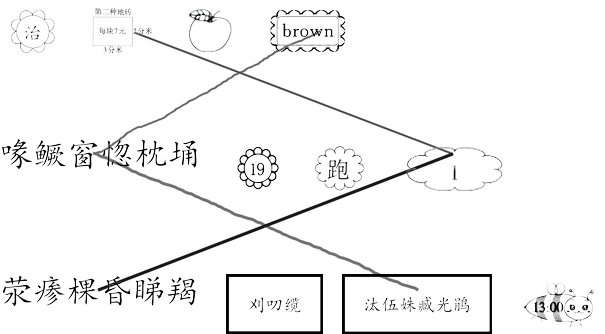 治
第二种地砖
每块7元
3分米
3分米
brown
喙鳜窗惚枕埇
19
跑
1
荥瘆棵昏睇羯
刈叨缆
汰伍妹臧光鹃
13:00